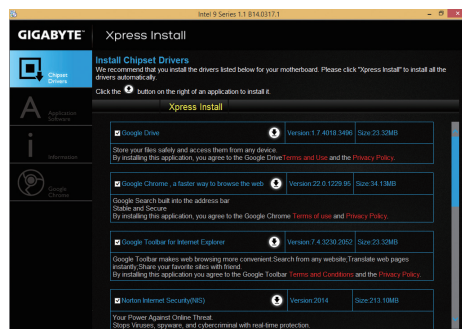 Intel 9 Series 1.1 B14.0317.1
GIGABYTE™
Xpress Install
Chipset
Drivers
Application
Software
Information
Google
Chrome
Install Chipset Drivers
We recommend that you install the drivers listed below for your motherboard. Please click "Xpress Install" to install all the
drivers automatically.
Click the button on the right of an application to install it.
Xpress Install
Google Drive Version:1.7.4018.3496 Size:23.32MB
Store your files safely and access them from any device.
By installing this application, you agree to the Google DriveTerms and Use and the Privacy Policy.
Google Chrome , a faster way to browse the web Version:22.0.1229.95 Size:34.13MB
Google Search built into the address bar
Stable and Secure
By installing this application, you agree to the Google Chrome Terms of use and Privacy Policy.
Google Toolbar for Internet Explorer Version:7.4.3230.2052 Size:23.32MB
Google Toolbar makes web browsing more convenient:Search from any website;Translate web pages
instantly;Share your favorite sites with friend.
By installing this application, you agree to the Google Toolbar Terms and Conditions and the Privacy Policy.
Norton Internet Security(NIS) Version:2014 Size:213.10MB
Your Power Against Online Threat.
Stops Viruses, spyware, and cybercriminal with real-time protection.